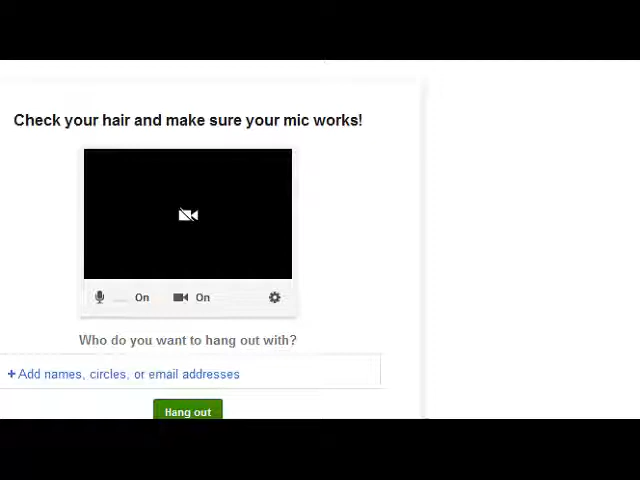 Check your hair and make sure your mic works!
On On
Who do you want to hang out with?
+ Add names, circles, or email addresses
Hang out